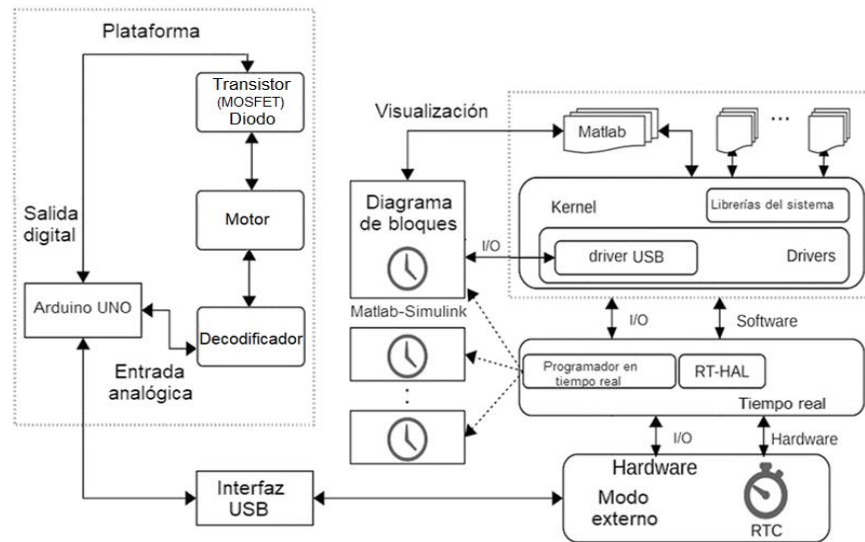 Plataforma
Transistor
(MOSFET)
Diodo
Motor
Salida
digital
Arduino UNO
Decodificador
Entrada
analógica
Interfaz
USB
Visualización
Matlab
...
Diagrama
de bloques
Matlab-Simulink
:
I/O
Kernel
Librerías del sistema
driver USB
Drivers
I/O
Software
Programador en
tiempo real
RT-HAL
Tiempo real
I/O
Hardware
Hardware
Modo
externo
RTC